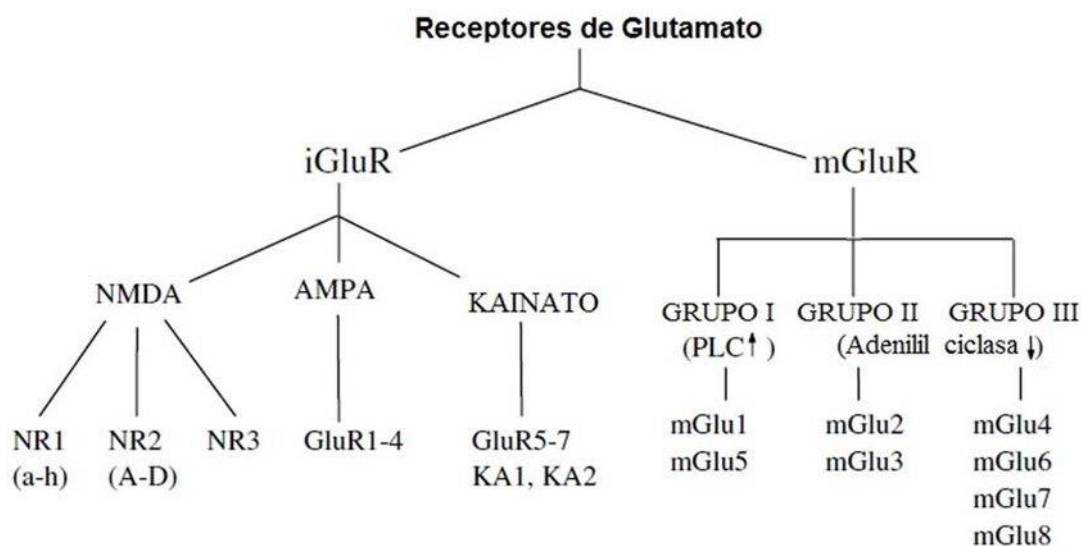 Receptores de Glutamato
iGluR mGluR
NMDA AMPA KAINATO GRUPO I GRUPO II GRUPO III
(PLC↑ ) (Adenilil ciclasa ↓)
NR1 NR2 NR3 GluR1-4 GluR5-7 mGlu1 mGlu2 mGlu4
(a-h) (A-D) KA1, KA2 mGlu5 mGlu3 mGlu6
mGlu7
mGlu8